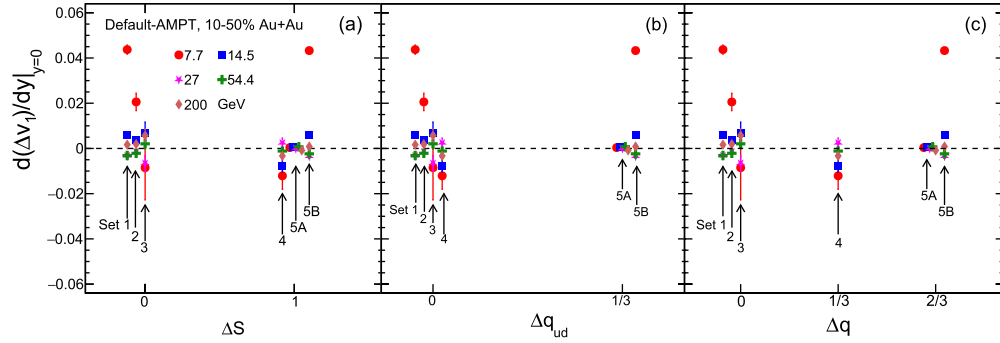 Default-AMPT, 10-50% Au+Au
(a)
(b)
(c)
7.7
14.5
27
54.4
200
GeV
d(Δv1)/dy|y=0
0.06
0.04
0.02
0
−0.02
−0.04
−0.06
Set 1
2
3
4
5A
5B
Set 1
2
3
4
5A
5B
Set 1
2
3
4
5A
5B
0
1
0
1/3
0
1/3
2/3
ΔS
Δqud
Δq